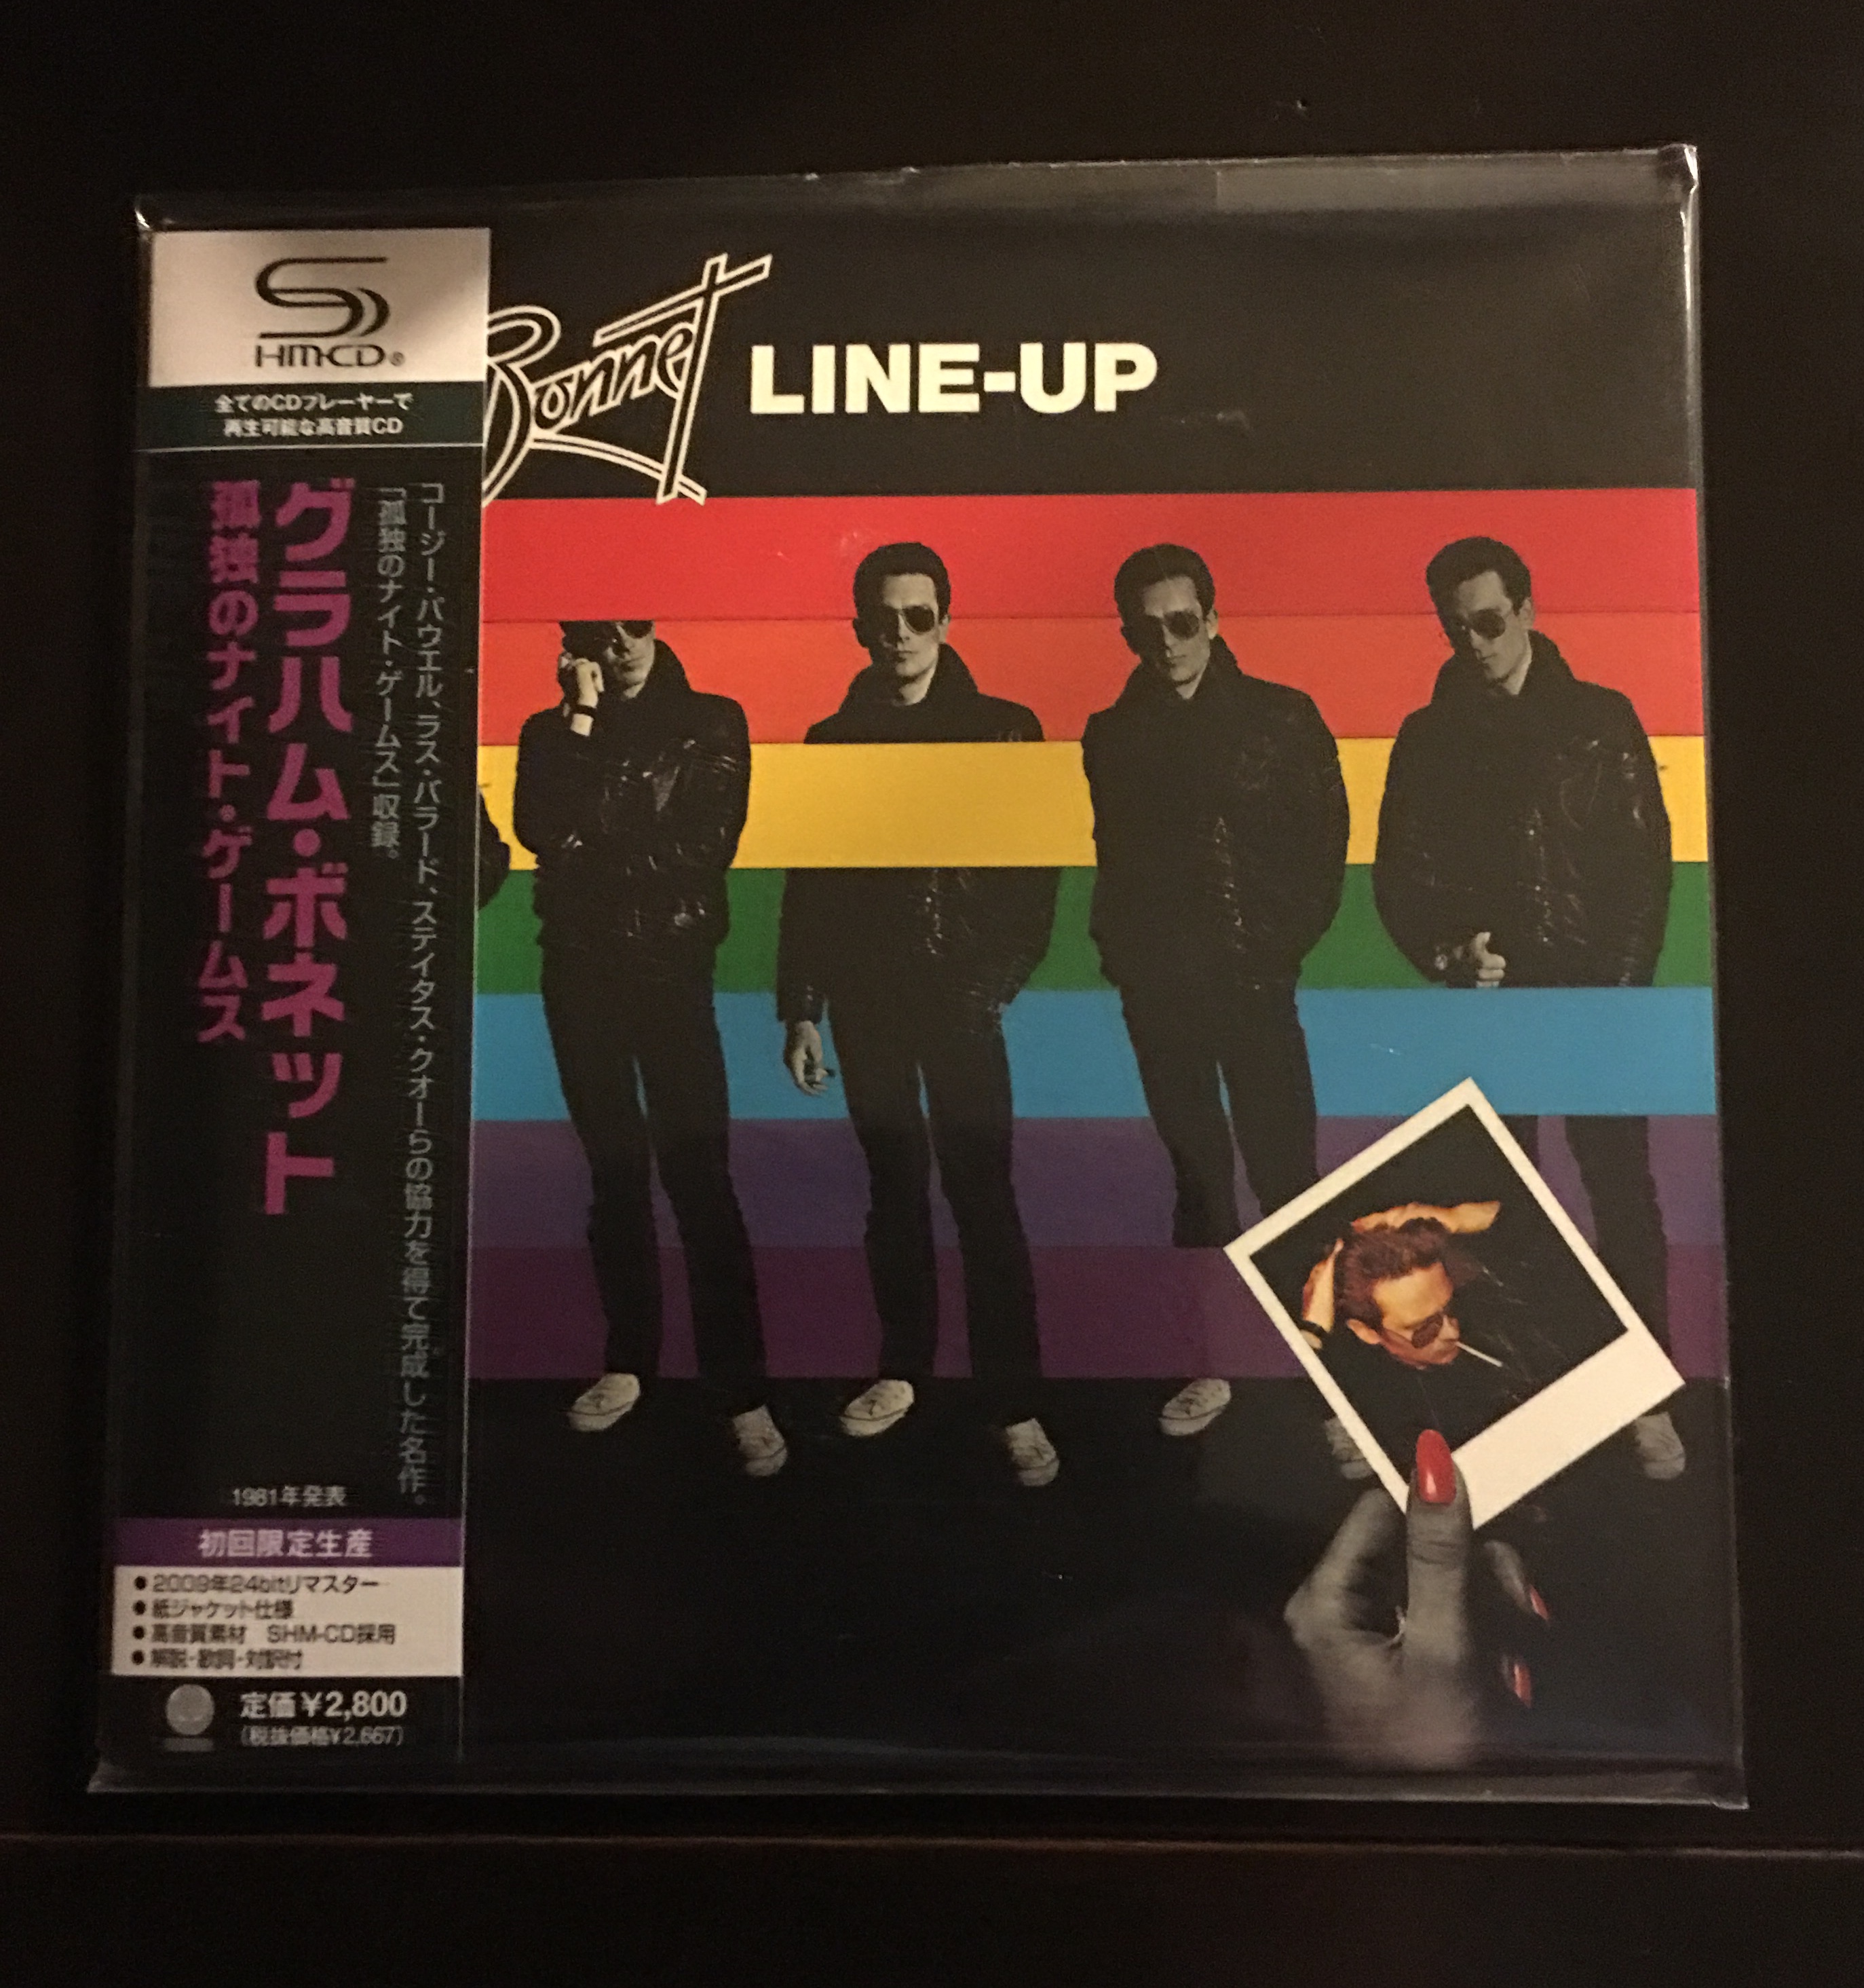 SHM-CD®
全てのCDプレーヤーで
再生可能な高音質CD
コージー・パウエル、ラス・バラード、ステイタス・クオーらの協力を得て完成した名作。
「孤独のナイト・ゲームス」収録。
グラハム・ボネット
孤独のナイト・ゲームス
1981年発表
初回限定生産
●2009年24bitリマスター
●紙ジャケット仕様
●高音質素材 SHM-CD採用
●解説・歌詞・対訳付
定価￥2,800
(税抜価格¥2,667)
Bonnet LINE-UP